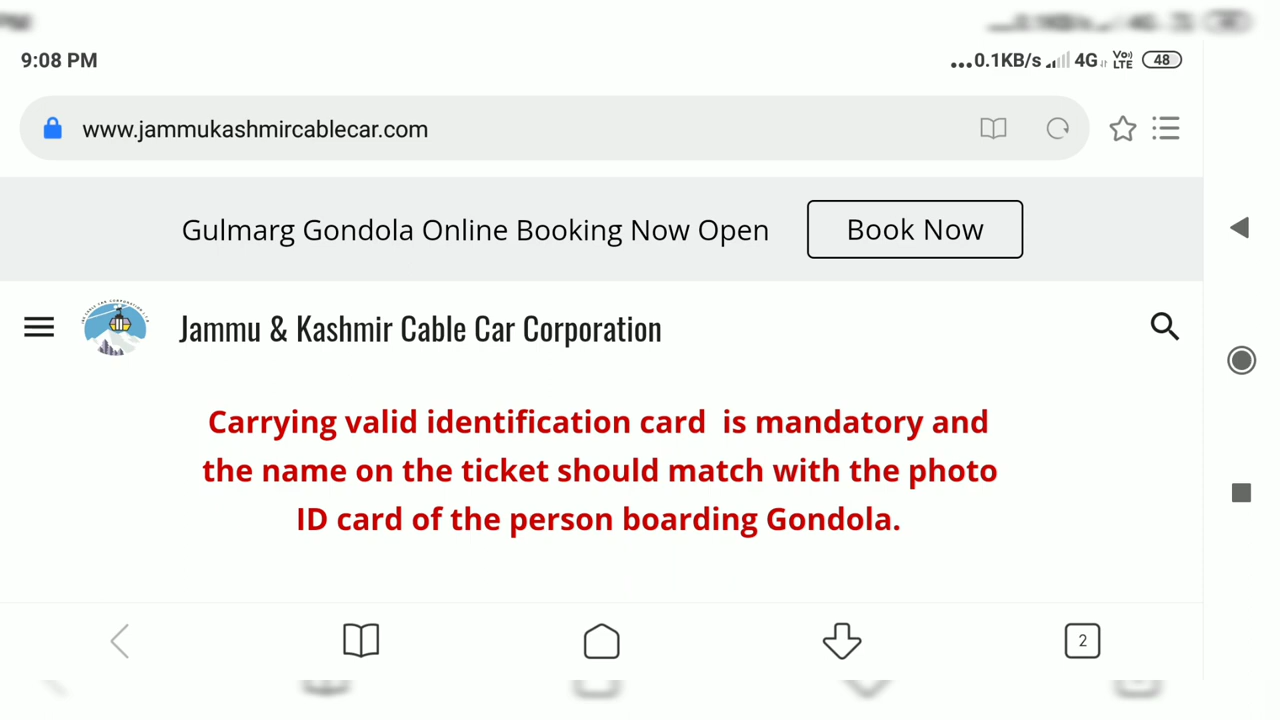 9:08 PM
...0.1KB/s 4G Vo)) LTE 48
www.jammukashmircablecar.com
Gulmarg Gondola Online Booking Now Open Book Now
Jammu & Kashmir Cable Car Corporation
Carrying valid identification card is mandatory and
the name on the ticket should match with the photo
ID card of the person boarding Gondola.
2